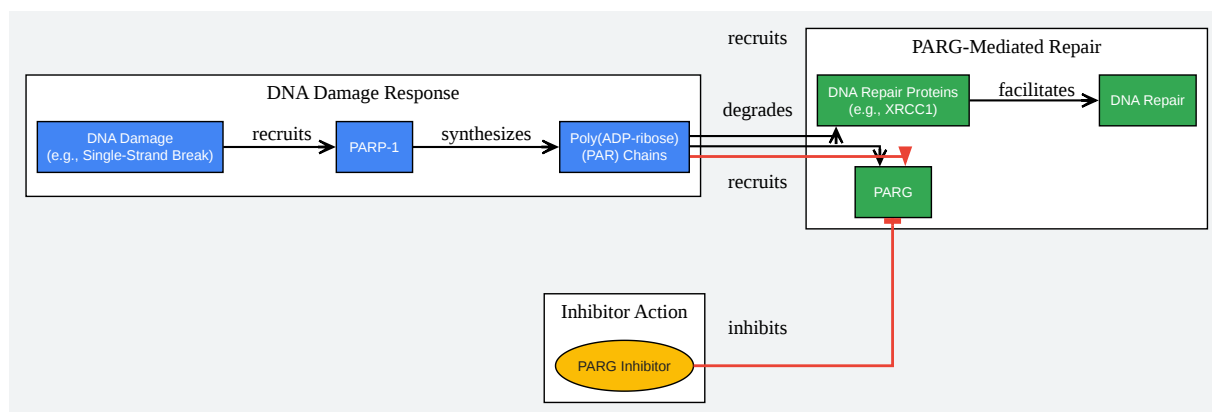 recruits
PARG-Mediated Repair
DNA Damage Response
degrades
DNA Repair Proteins
(e.g., XRCC1)
facilitates
DNA Repair
DNA Damage
(e.g., Single-Strand Break)
recruits
PARP-1
synthesizes
Poly(ADP-ribose)
(PAR) Chains
recruits
PARG
Inhibitor Action
inhibits
PARG Inhibitor